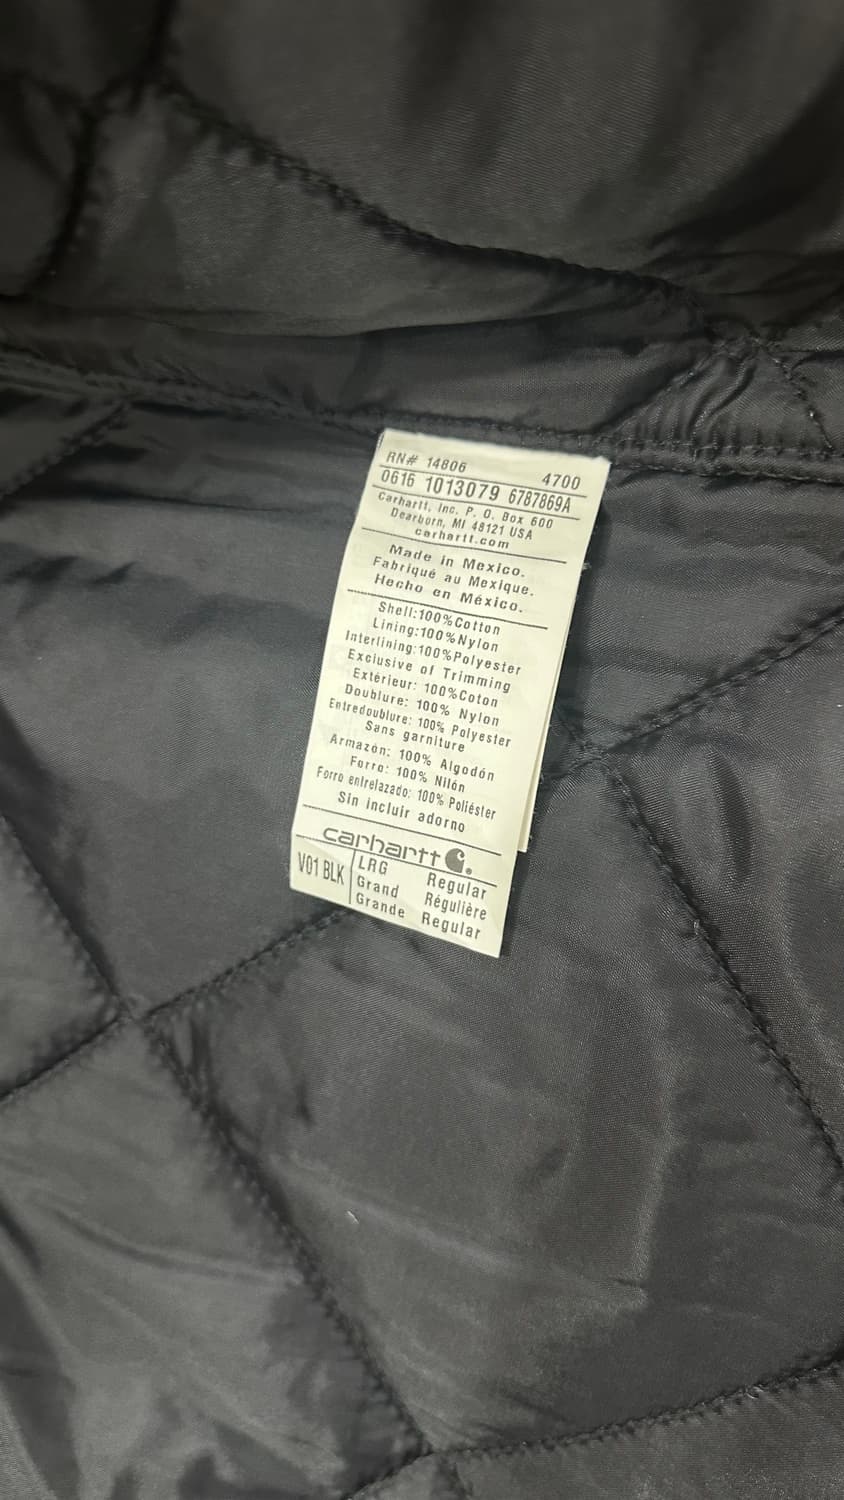 RN# 14806 4700
0616 1013079 6787869A
Carhartt, Inc. P. O. Box 600
Dearborn, MI 48121 USA
carhartt.com
Made in Mexico.
Fabriqué au Mexique.
Hecho en México.
Shell:100%Cotton
Lining:100%Nylon
Interlining:100%Polyester
Exclusive of Trimming
Extérieur: 100%Coton
Doublure: 100% Nylon
Entredoublure: 100% Polyester
Sans garniture
Armazón: 100% Algodón
Forro: 100% Nilón
Forro entrelazado: 100% Poliéster
Sin incluir adorno
carhartt
V01 BLK LRG Regular
Grand Régulière
Grande Regular